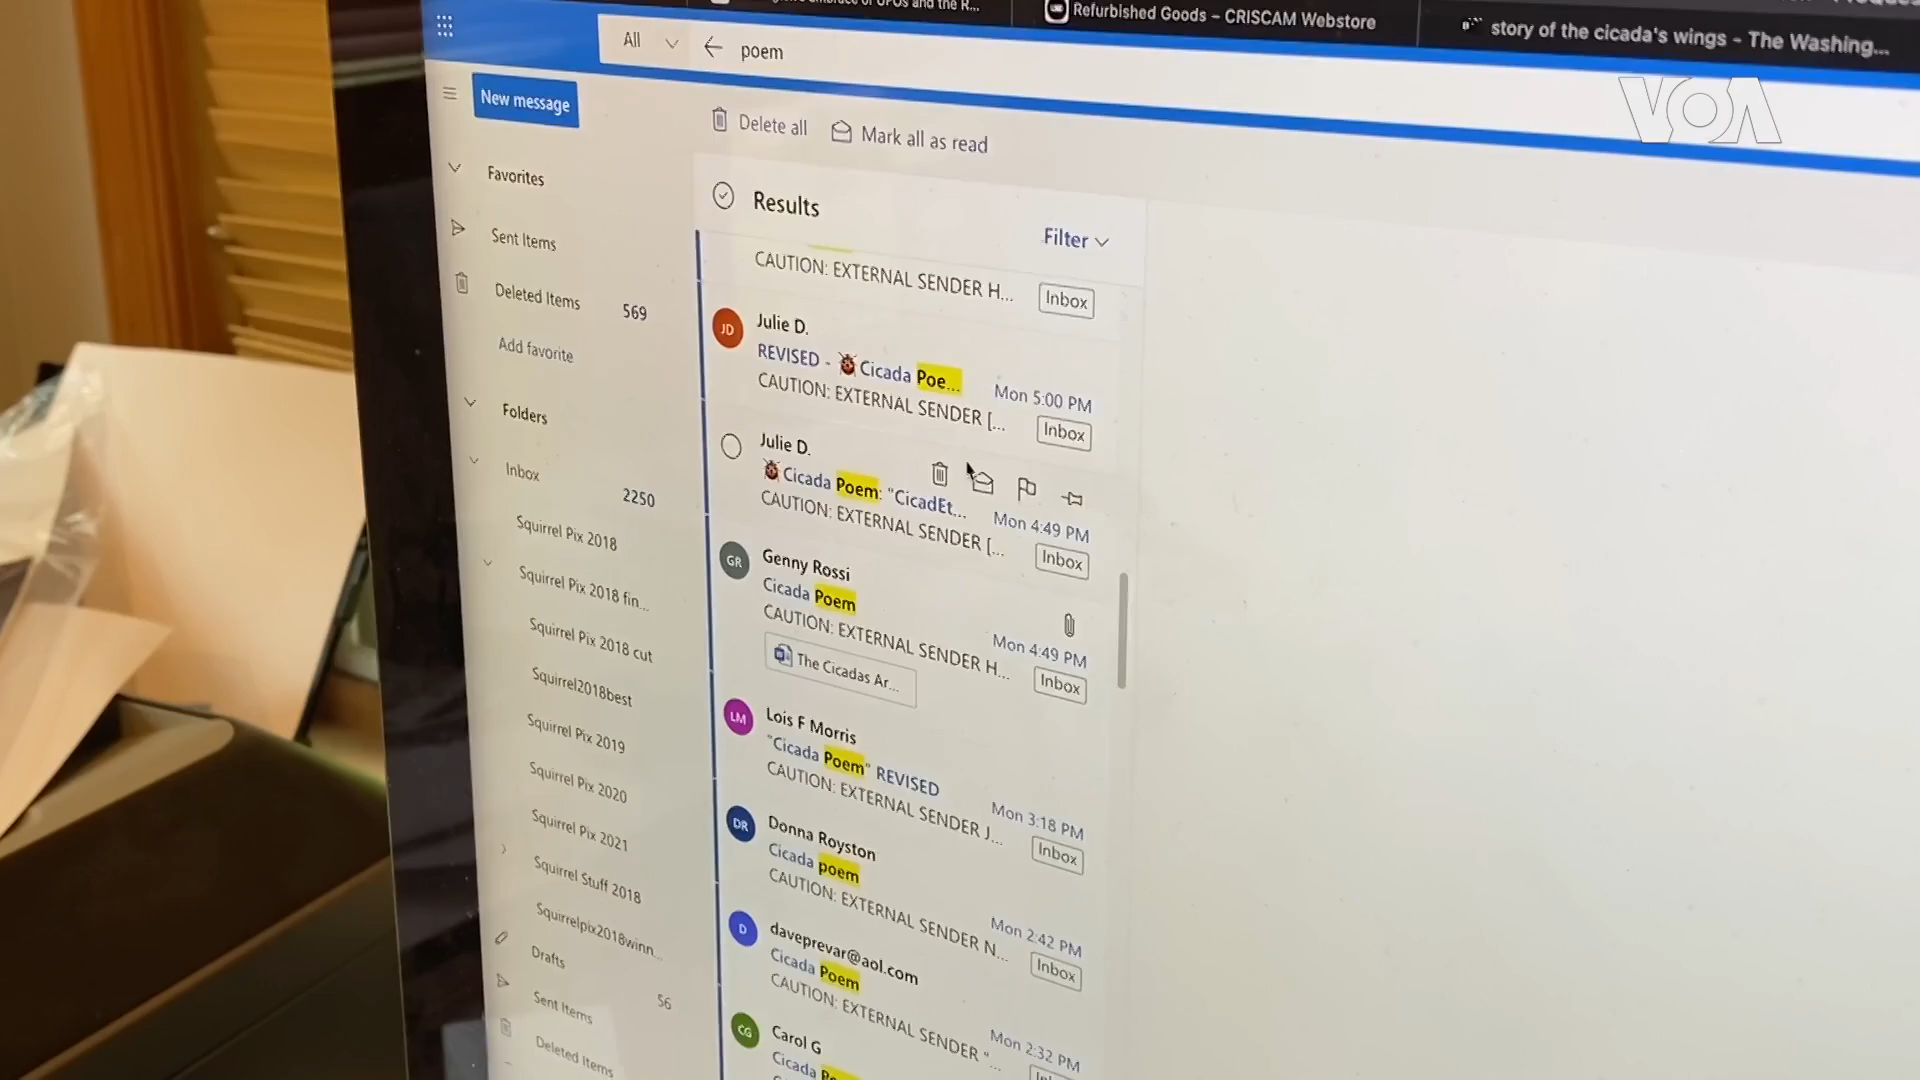 Refurbished Goods – CRISCAM Webstore
story of the cicada's wings - The Washing...
All
poem
VOA
New message
Delete all
Mark all as read
Favorites
Sent Items
Deleted Items 569
Add favorite
Folders
Inbox 2250
Squirrel Pix 2018
Squirrel Pix 2018 fin...
Squirrel Pix 2018 cut
Squirrel2018best
Squirrel Pix 2019
Squirrel Pix 2020
Squirrel Pix 2021
Squirrel Stuff 2018
Squirrelpix2018winn...
Drafts
Sent Items 56
Deleted Items
Results
Filter
CAUTION: EXTERNAL SENDER H...
Inbox
JD
Julie D.
REVISED - Cicada Poe...
Mon 5:00 PM
CAUTION: EXTERNAL SENDER [...
Inbox
Julie D.
Cicada Poem: "CicadEt...
Mon 4:49 PM
CAUTION: EXTERNAL SENDER [...
Inbox
GR
Genny Rossi
Cicada Poem
Mon 4:49 PM
CAUTION: EXTERNAL SENDER H...
Inbox
The Cicadas Ar...
LM
Lois F Morris
"Cicada Poem" REVISED
Mon 3:18 PM
CAUTION: EXTERNAL SENDER J...
Inbox
DR
Donna Royston
Cicada poem
Mon 2:42 PM
CAUTION: EXTERNAL SENDER N...
Inbox
D
daveprevar@aol.com
Cicada Poem
Mon 2:32 PM
CAUTION: EXTERNAL SENDER "...
CG
Carol G
Cicada